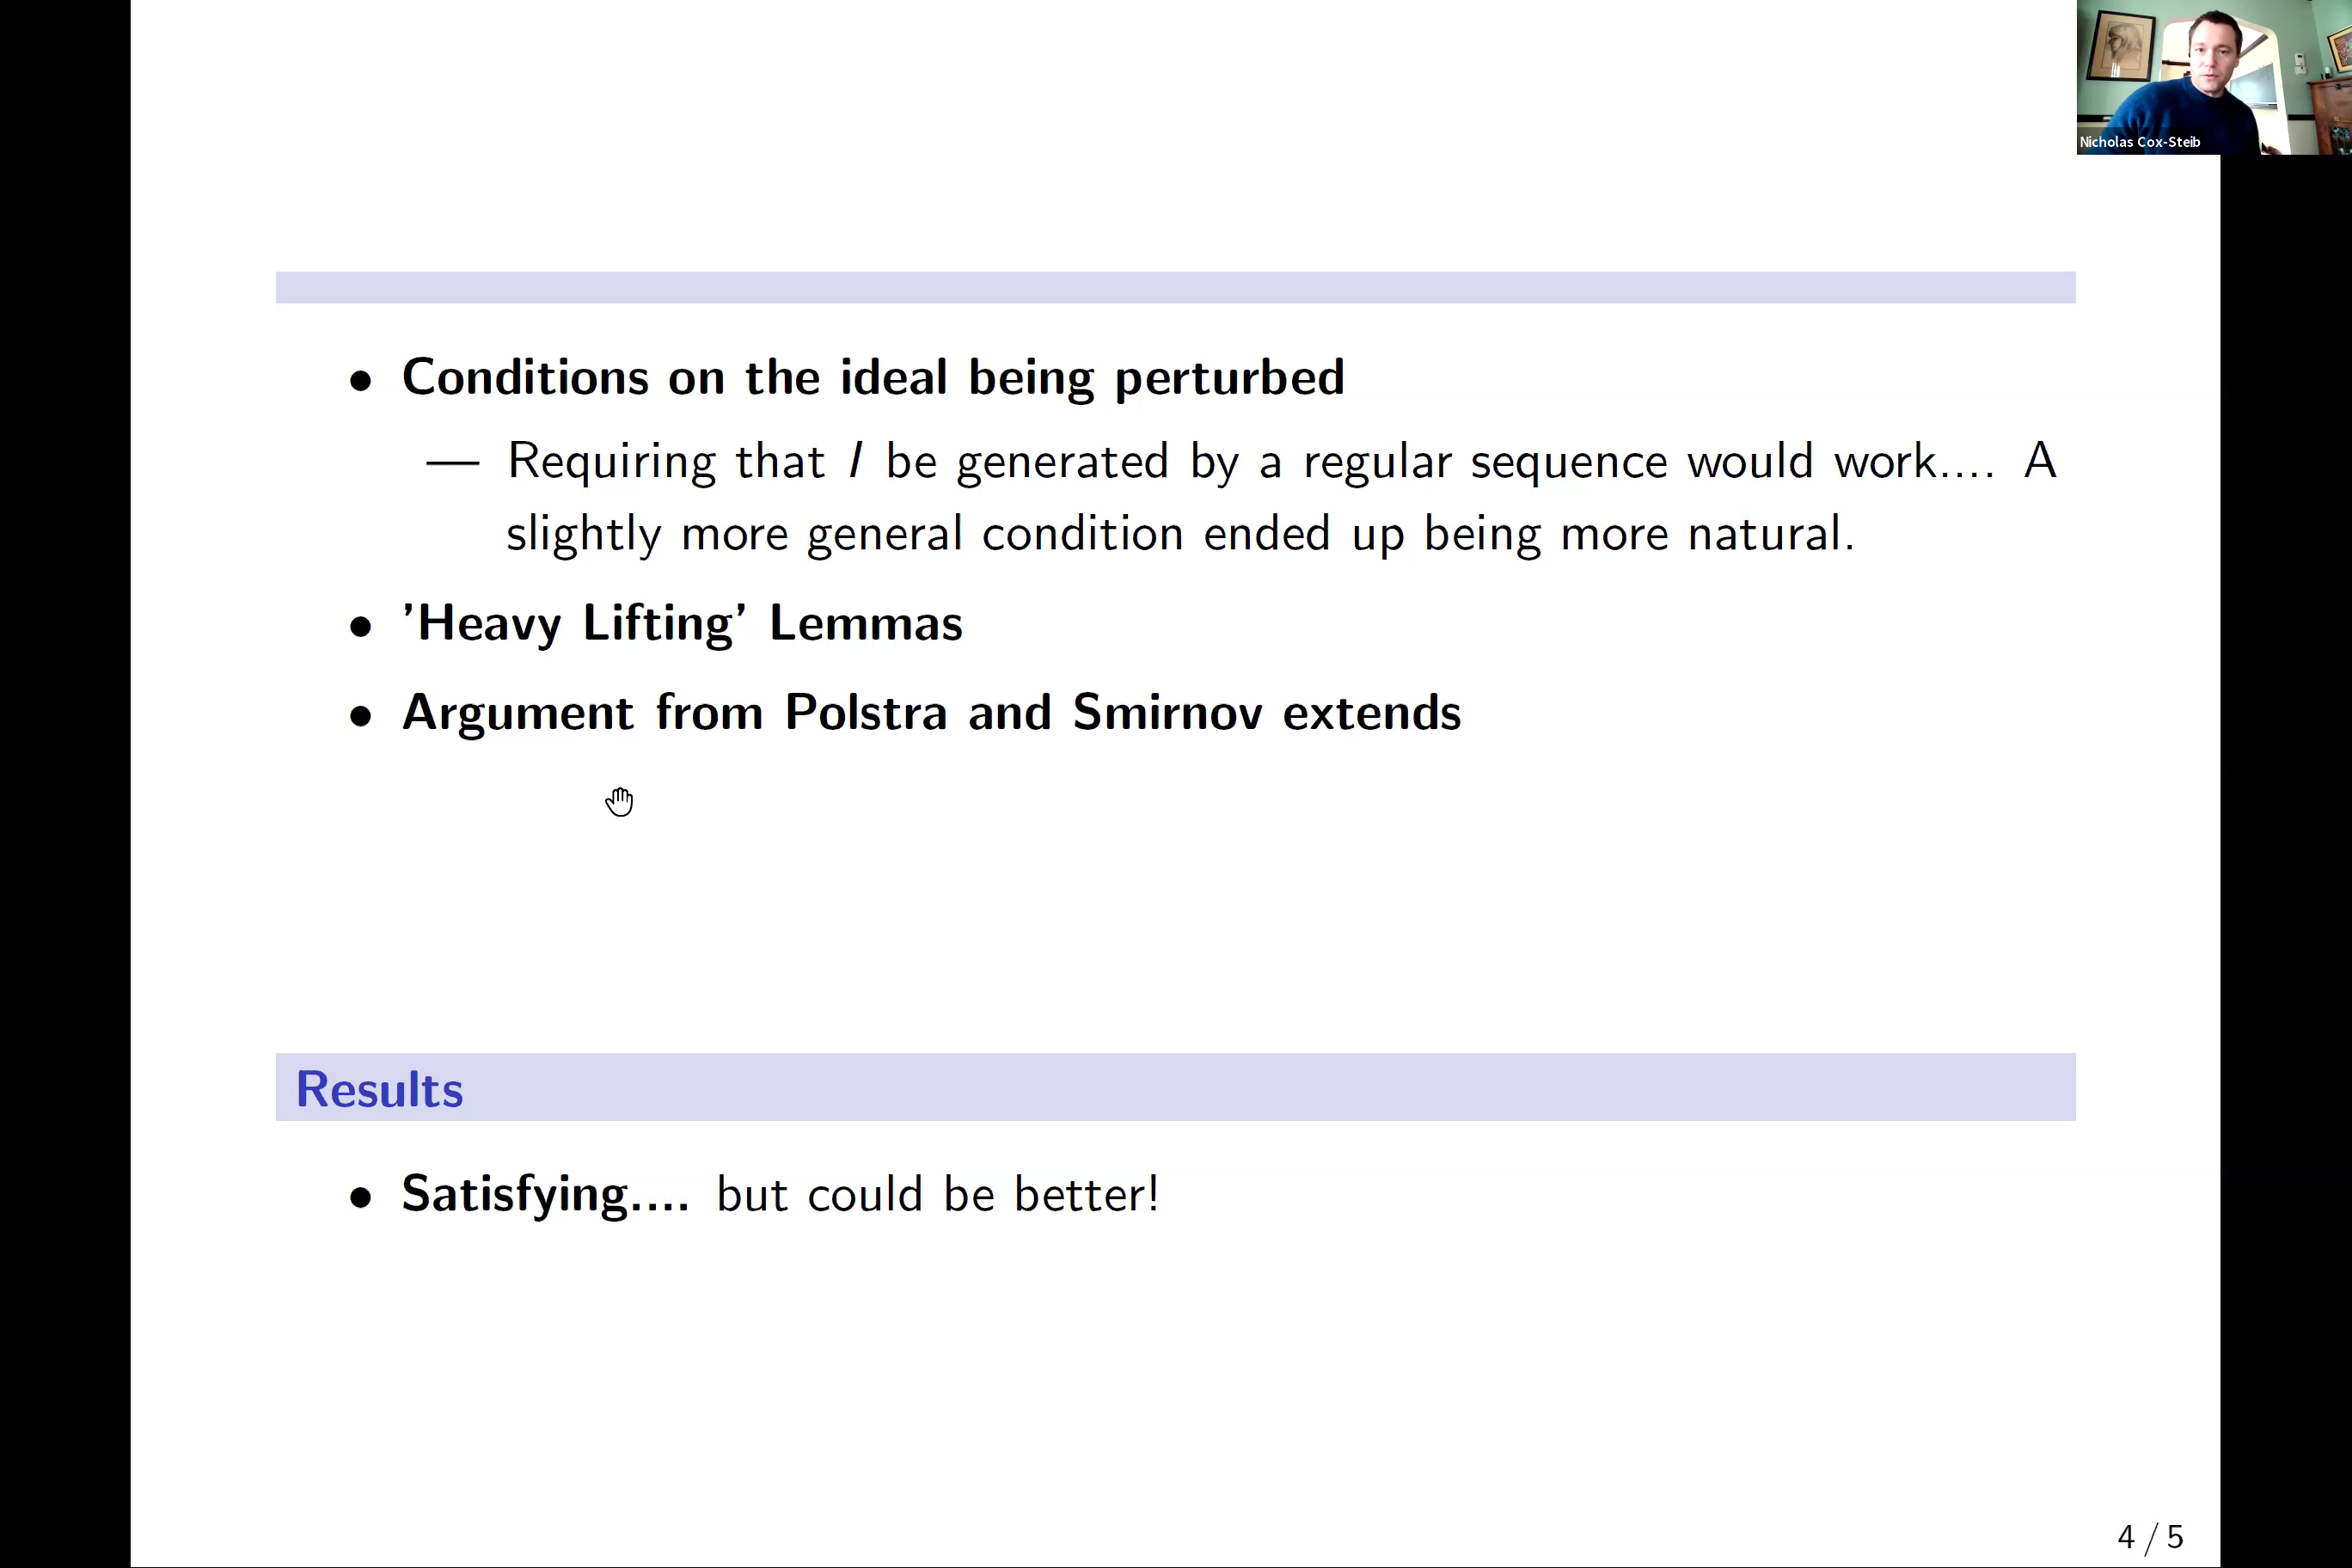 Nicholas Cox-Steib
• Conditions on the ideal being perturbed
— Requiring that I be generated by a regular sequence would work.... A
slightly more general condition ended up being more natural.
• 'Heavy Lifting' Lemmas
• Argument from Polstra and Smirnov extends
Results
• Satisfying.... but could be better!
4 / 5